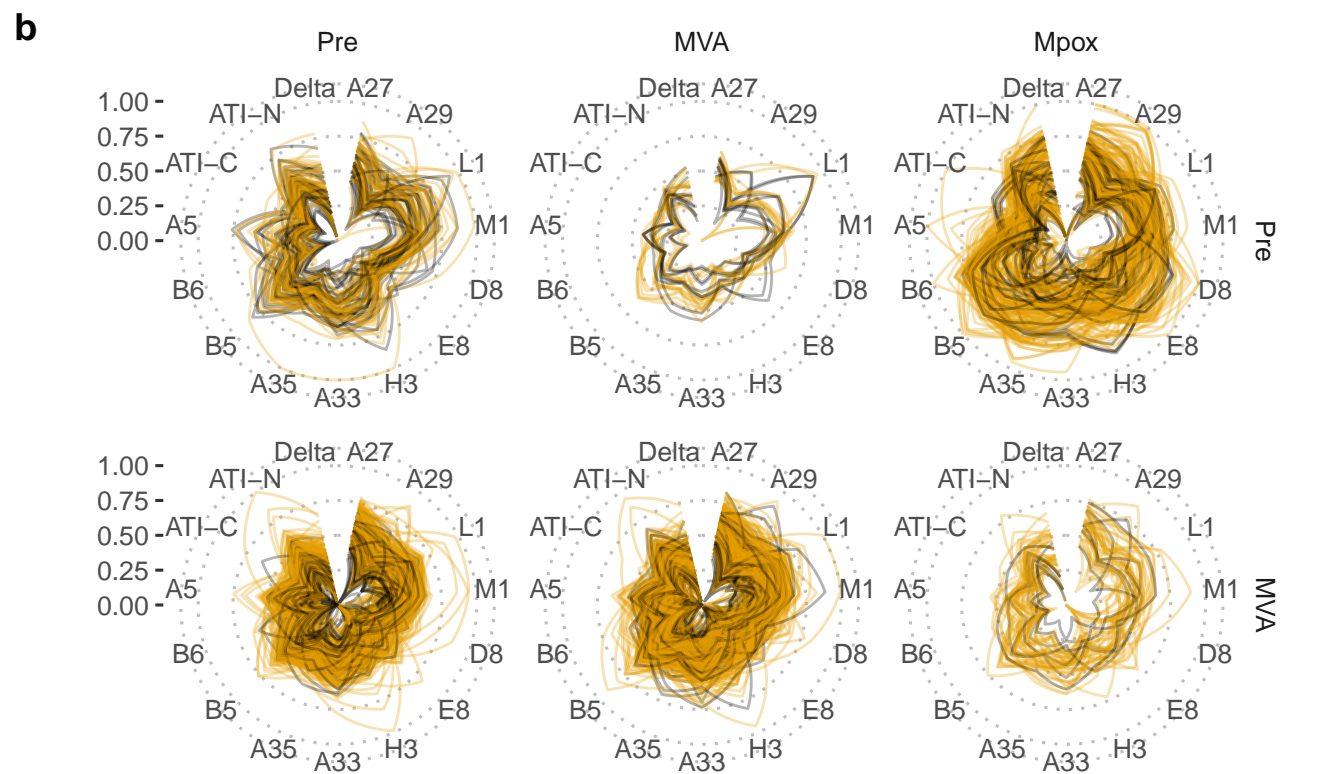 b
Pre MVA Mpox
Delta A27 Delta A27 Delta A27
1.00
ATI–N A29 ATI–N A29 ATI–N A29
0.75
ATI–C L1 ATI–C L1 ATI–C L1
0.50
0.25
A5 M1 A5 M1 A5 M1 Pre
0.00
B6 D8 B6 D8 B6 D8
B5 E8 B5 E8 B5 E8
A35 H3 A35 H3 A35 H3
A33 A33 A33
Delta A27 Delta A27 Delta A27
1.00
ATI–N A29 ATI–N A29 ATI–N A29
0.75
ATI–C L1 ATI–C L1 ATI–C L1
0.50
0.25
A5 M1 A5 M1 A5 M1 MVA
0.00
B6 D8 B6 D8 B6 D8
B5 E8 B5 E8 B5 E8
A35 H3 A35 H3 A35 H3
A33 A33 A33